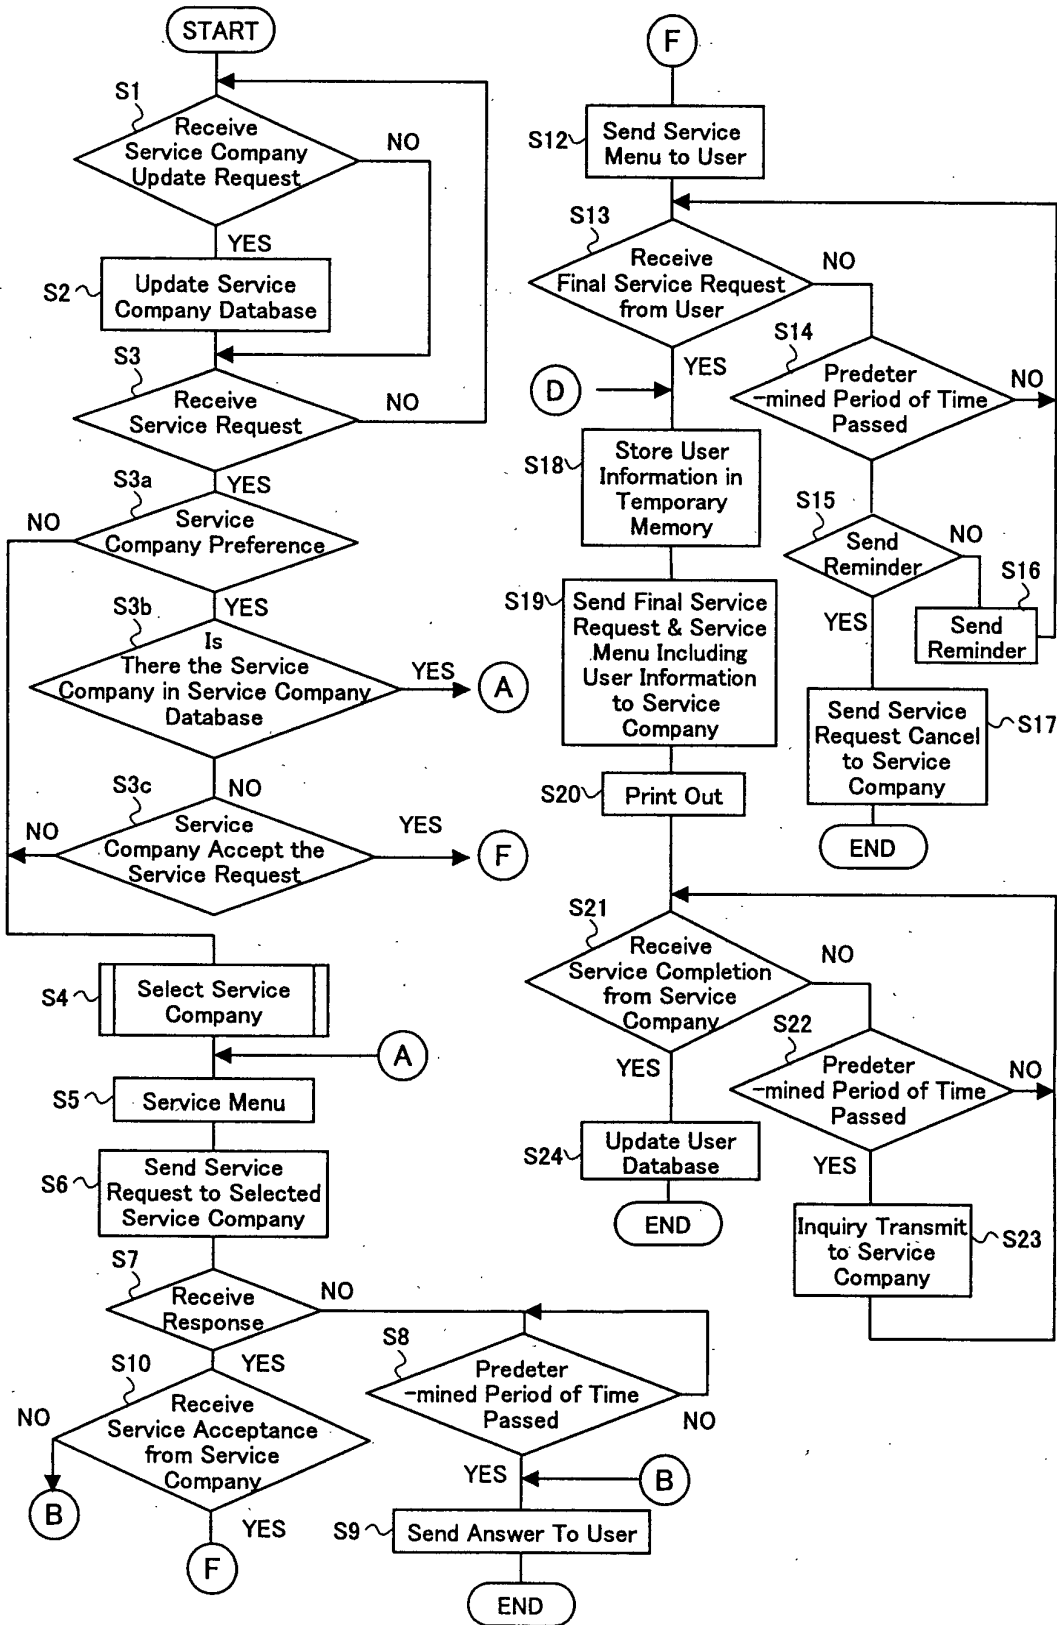 START
S1
Receive
Service Company
Update Request
NO
YES
S2
Update Service
Company Database
S3
Receive
Service Request
NO
YES
S3a
NO
Service
Company Preference
YES
S3b
Is
There the Service
Company in Service Company
Database
YES
A
NO
S3c
NO
Service
Company Accept the
Service Request
YES
F
S4
Select Service
Company
A
S5
Service Menu
S6
Send Service
Request to Selected
Service Company
S7
Receive
Response
NO
YES
S8
Predeter
-mined Period of Time
Passed
NO
YES
S10
NO
Receive
Service Acceptance
from Service
Company
B
YES
F
B
S9
Send Answer To User
END
F
S12
Send Service
Menu to User
S13
Receive
Final Service Request
from User
NO
YES
S14
Predeter
-mined Period of Time
Passed
NO
D
S18
Store User
Information in
Temporary
Memory
S15
Send
Reminder
NO
S16
Send
Reminder
YES
S17
Send Service
Request Cancel
to Service
Company
END
S19
Send Final Service
Request & Service
Menu Including
User Information
to Service
Company
S20
Print Out
S21
Receive
Service Completion
from Service
Company
NO
YES
S22
Predeter
-mined Period of Time
Passed
NO
YES
S23
Inquiry Transmit
to Service
Company
S24
Update User
Database
END